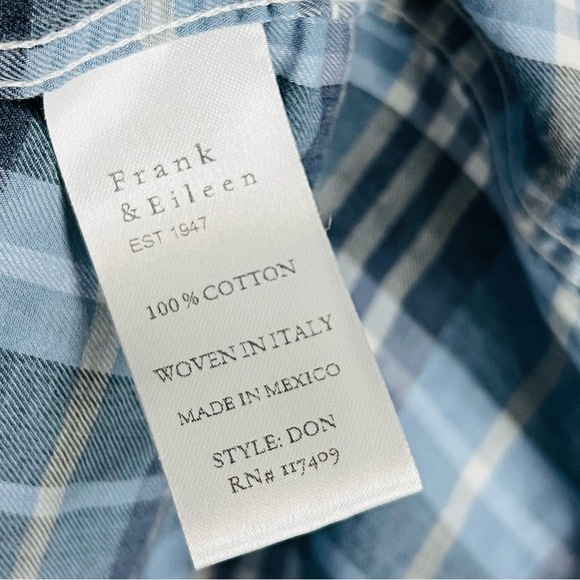 Frank
& Eileen
EST 1947
100% COTTON
WOVEN IN ITALY
MADE IN MEXICO
STYLE: DON
RN# 117409